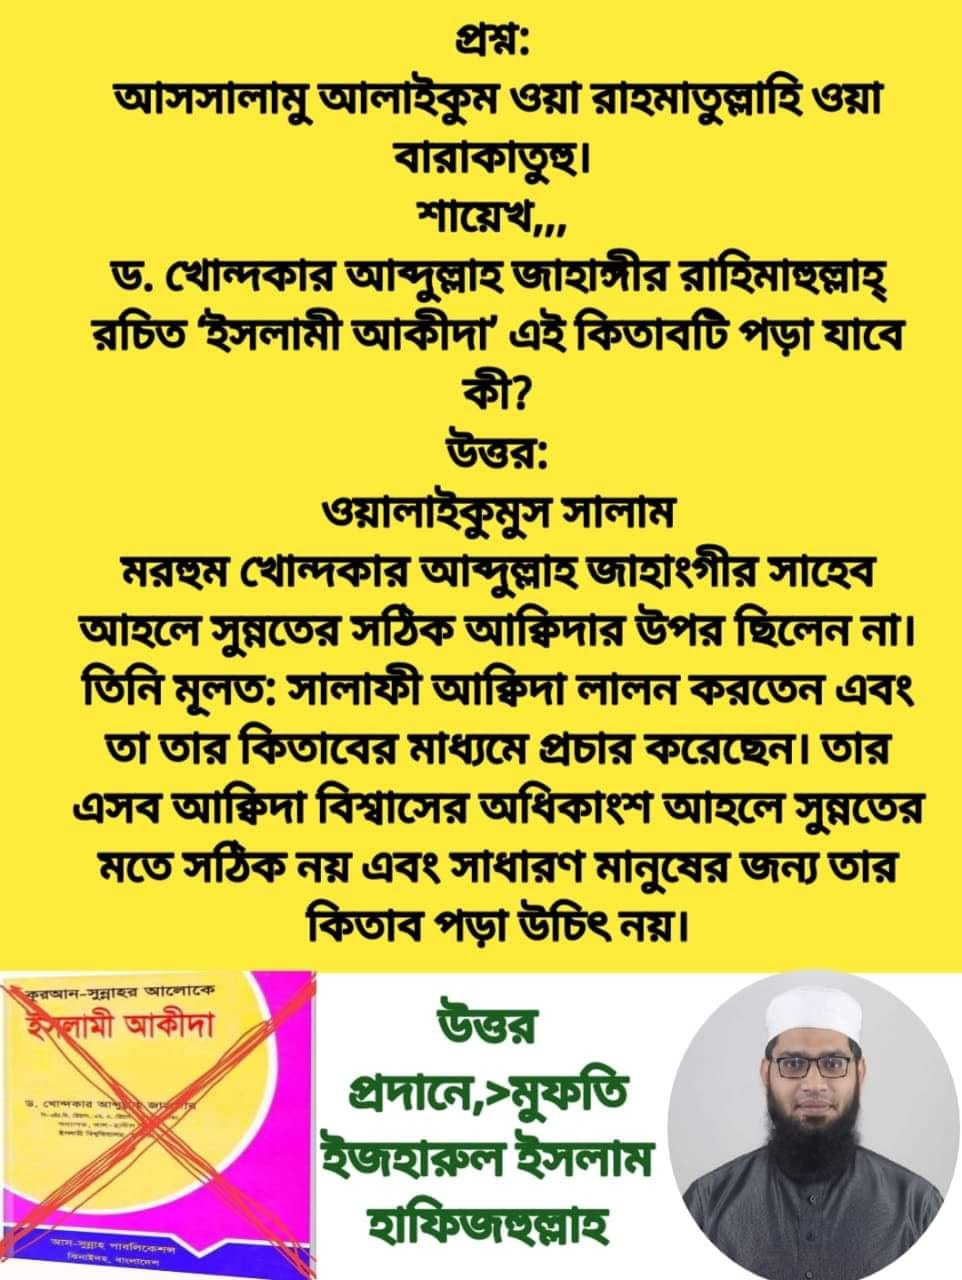 প্রশ্ন:
আসসালামু আলাইকুম ওয়া রাহমাতুল্লাহি ওয়া
বারাকাতুহু।
শায়েখ,,,
ড. খোন্দকার আব্দুল্লাহ জাহাঙ্গীর রাহিমাহুল্লাহ্
রচিত ‘ইসলামী আকীদা’ এই কিতাবটি পড়া যাবে
কী?
উত্তর:
ওয়ালাইকুমুস সালাম
মরহুম খোন্দকার আব্দুল্লাহ জাহাংগীর সাহেব
আহলে সুন্নতের সঠিক আক্বিদার উপর ছিলেন না।
তিনি মূলত: সালাফী আক্বিদা লালন করতেন এবং
তা তার কিতাবের মাধ্যমে প্রচার করেছেন। তার
এসব আক্বিদা বিশ্বাসের অধিকাংশ আহলে সুন্নতের
মতে সঠিক নয় এবং সাধারণ মানুষের জন্য তার
কিতাব পড়া উচিৎ নয়।
কুরআন-সুন্নাহর আলোকে
ইসলামী আকীদা
ড. খোন্দকার আব্দুল্লাহ জাহাঙ্গীর
আস-সুন্নাহ পাবলিকেশন্স
ঝিনাইদহ, বাংলাদেশ
উত্তর
প্রদানে,>মুফতি
ইজহারুল ইসলাম
হাফিজহুল্লাহ